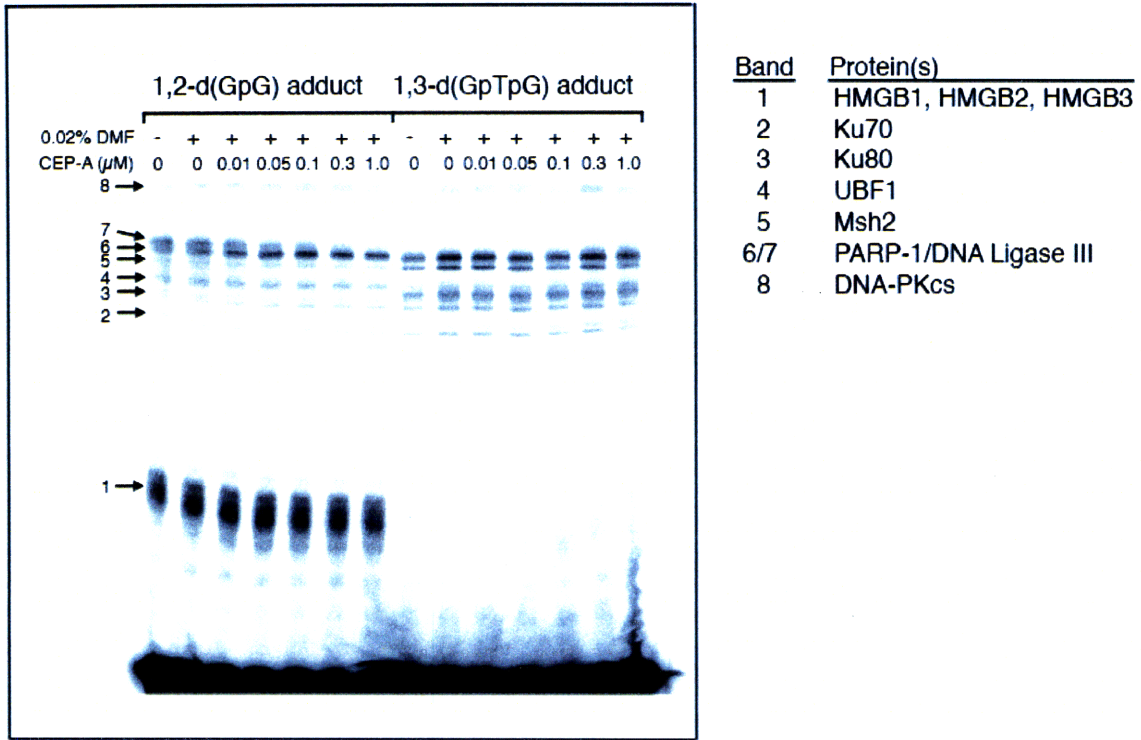 1,2-d(GpG) adduct 1,3-d(GpTpG) adduct
0.02% DMF - + + + + + + - + + + + + +
CEP-A (µM) 0 0 0.01 0.05 0.1 0.3 1.0 0 0 0.01 0.05 0.1 0.3 1.0
8
7
6
5
4
3
2
1
Band Protein(s)
1 HMGB1, HMGB2, HMGB3
2 Ku70
3 Ku80
4 UBF1
5 Msh2
6/7 PARP-1/DNA Ligase III
8 DNA-PKcs